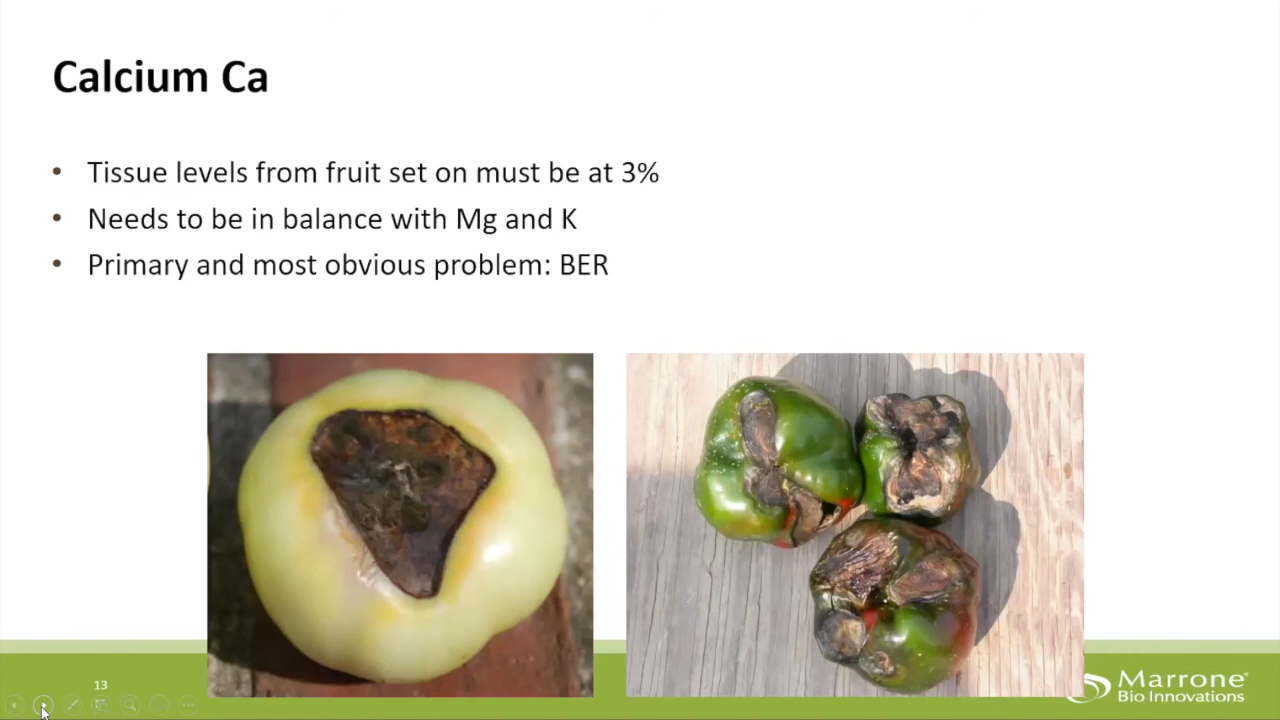 Calcium Ca
• Tissue levels from fruit set on must be at 3%
• Needs to be in balance with Mg and K
• Primary and most obvious problem: BER
13
Marrone®
Bio Innovations